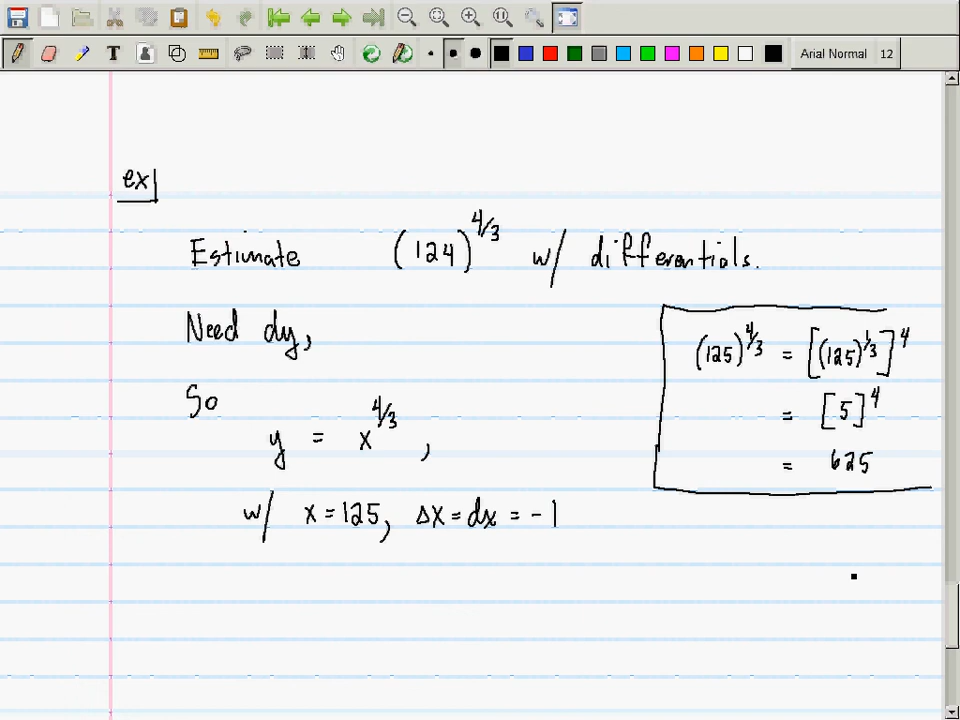 Arial Normal 12
ex|
Estimate (124)^{4/3} w/ differentials.
Need dy,
So
y = x^{4/3} ,
w/ x = 125, Δx = dx = -1
(125)^{4/3} = [(125)^{1/3}]^4
= [5]^4
= 625